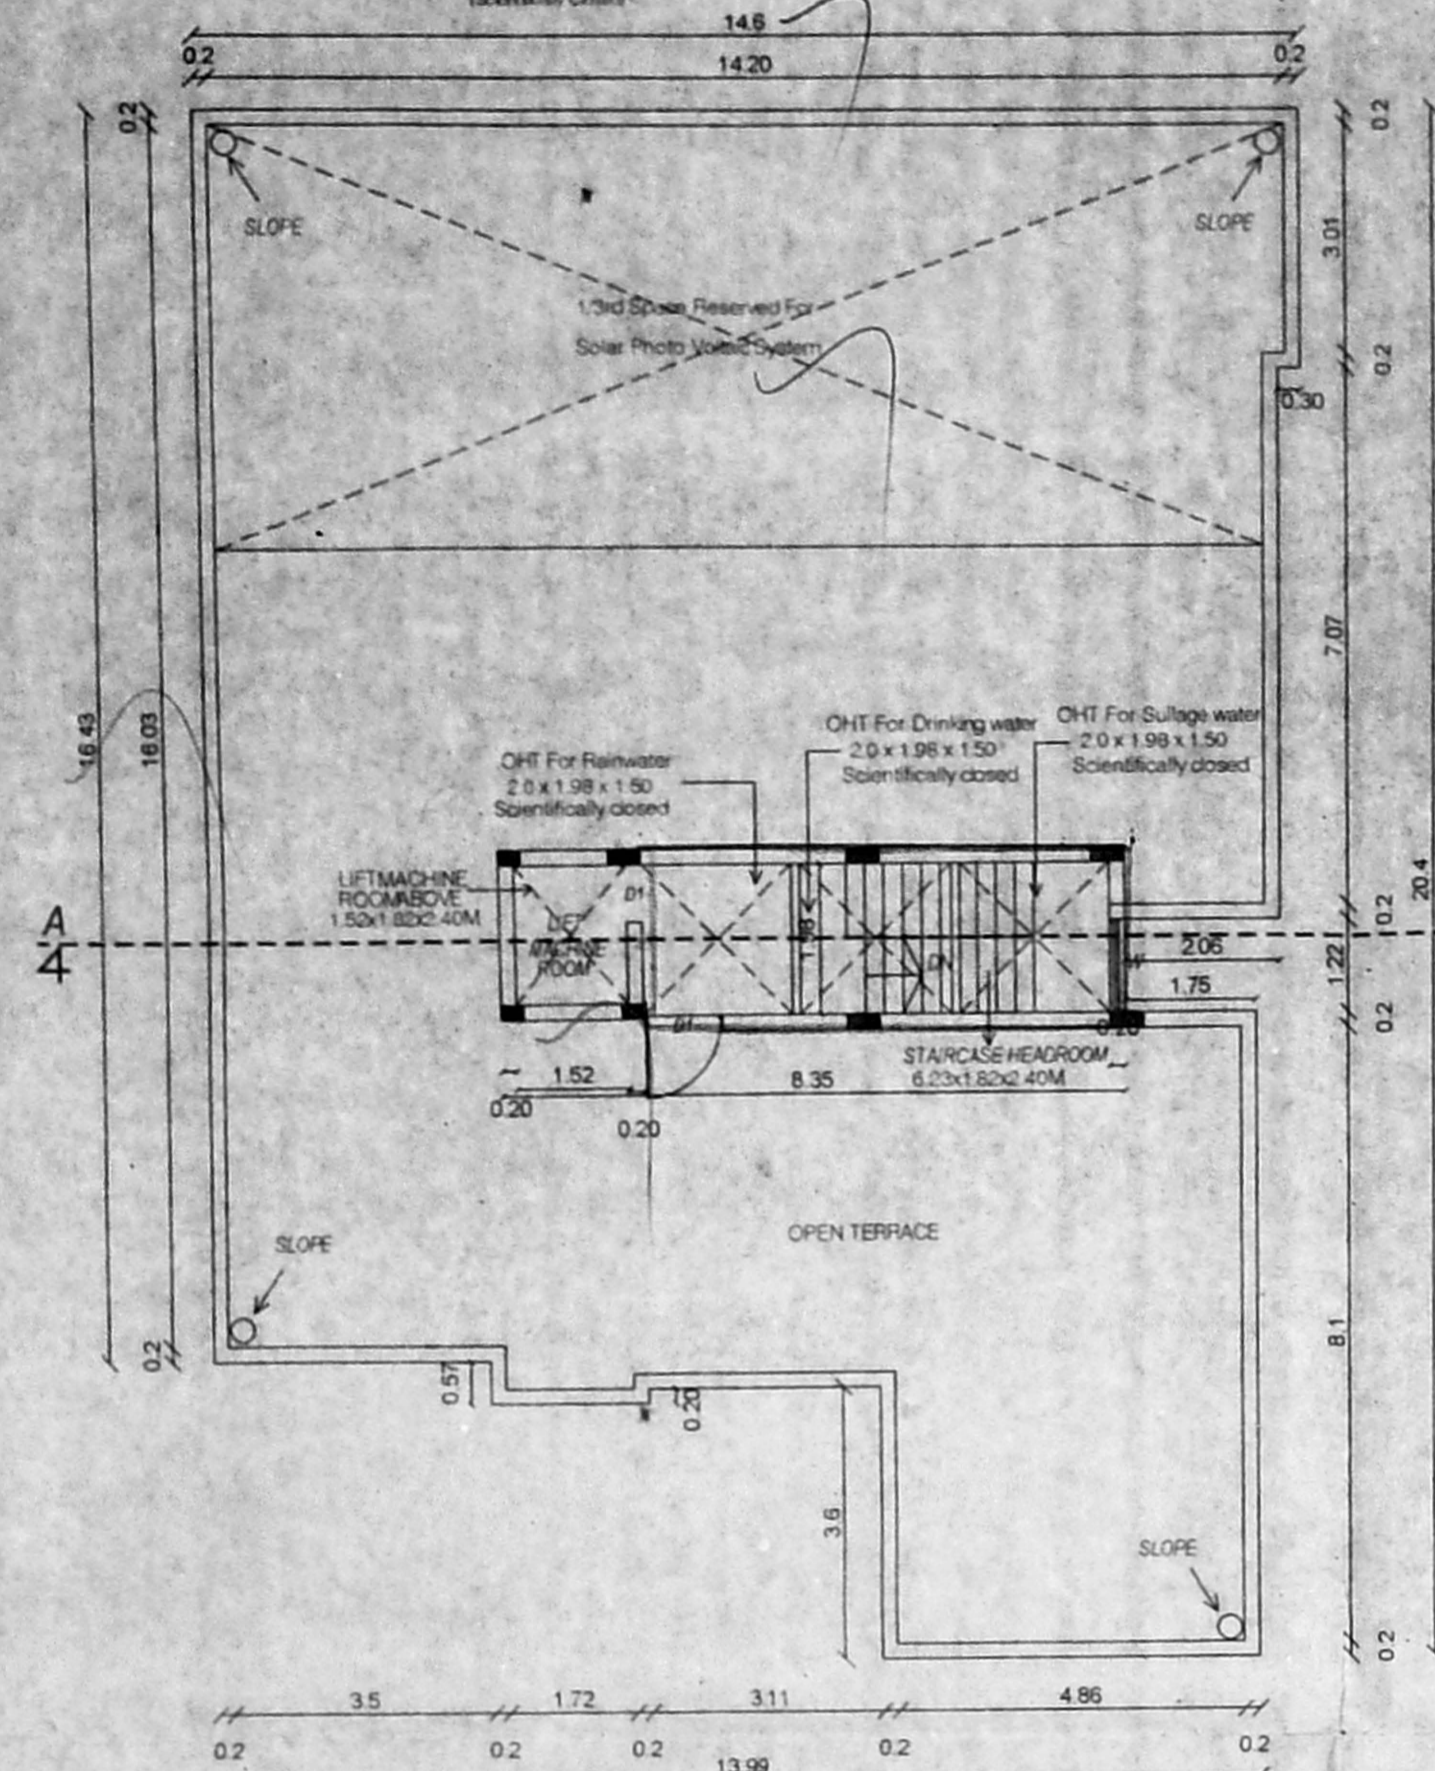 14.6
0.2
14.20
0.2
0.2
0.2
SLOPE
SLOPE
3.01
1/3rd Space Reserved For
Solar Photo Voltaic System
0.2
0.30
7.07
16.43
16.03
OHT For Drinking water
2.0 x 1.98 x 1.50
Scientifically closed
OHT For Sullage water
2.0 x 1.98 x 1.50
Scientifically closed
OHT For Rainwater
2.0 x 1.98 x 1.50
Scientifically closed
LIFT MACHINE
ROOM ABOVE
1.52x1.82x2.40M
D1
LIFT
MACHINE
ROOM
1.98
20.4
0.2
A
4
2.06
1.22
1.75
0.2
D1
0.20
STAIRCASE HEADROOM
6.23x1.82x2.40M
1.52
8.35
0.20
0.20
OPEN TERRACE
SLOPE
8.1
0.2
0.57
0.20
3.6
SLOPE
0.2
3.5
1.72
3.11
4.86
0.2
0.2
0.2
0.2
0.2
13.99